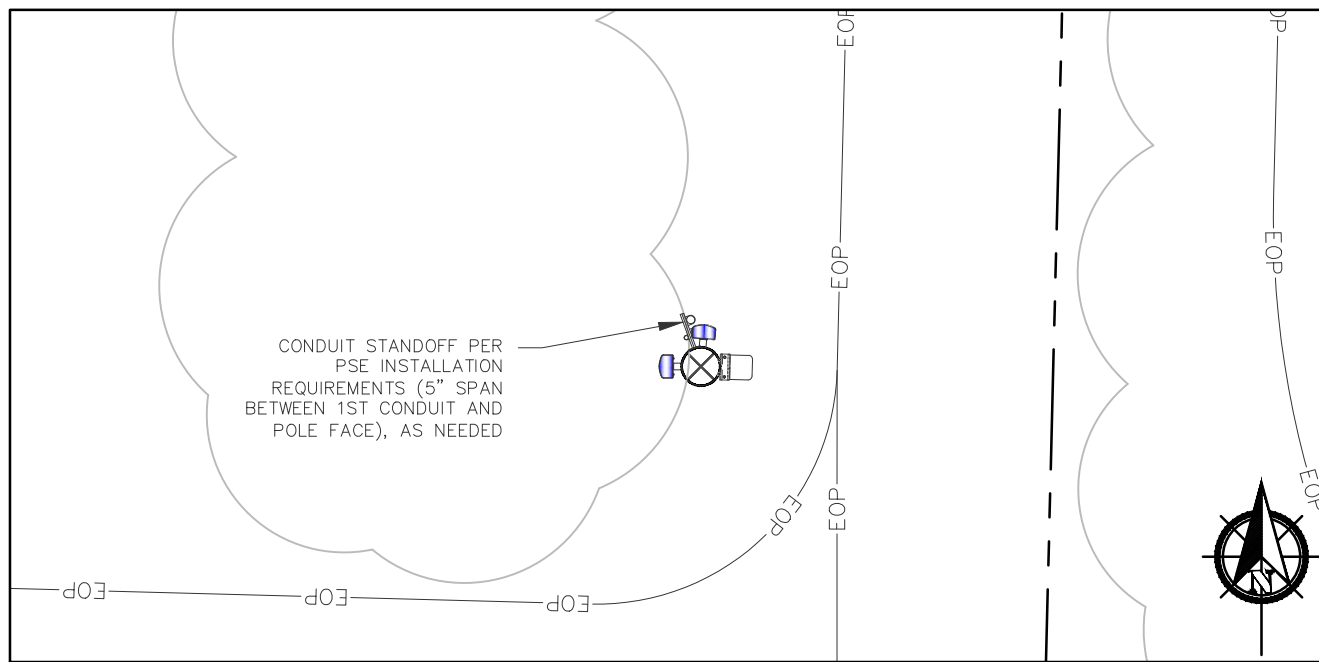 EOP
EOP
EOP
EOP
CONDUIT STANDOFF PER
PSE INSTALLATION
REQUIREMENTS (5” SPAN
BETWEEN 1ST CONDUIT AND
POLE FACE), AS NEEDED
EOP
EOP
EOP
EOP
EOP
EOP
N